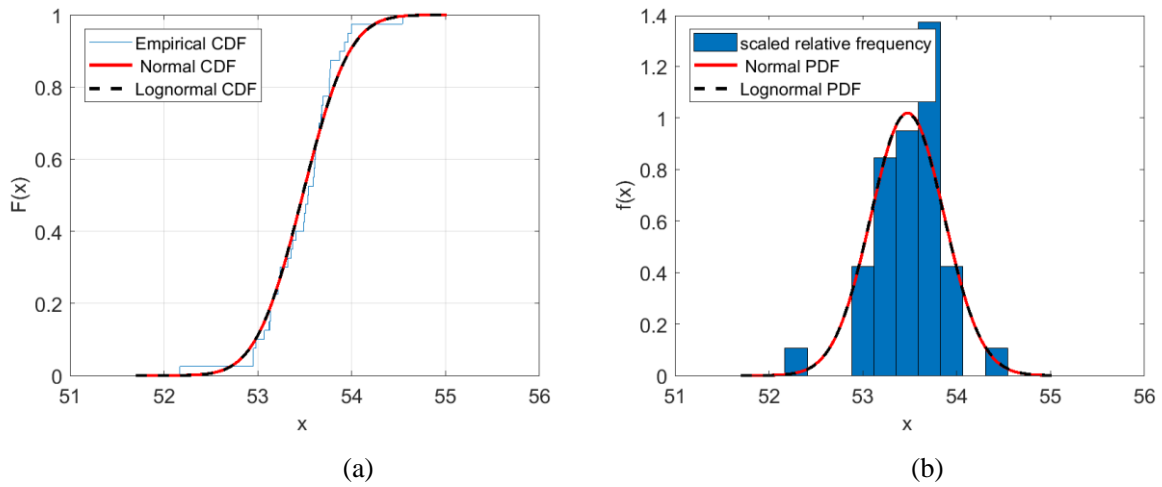 1
0.8
0.6
0.4
0.2
0
F(x)
51 52 53 54 55 56
x
Empirical CDF
Normal CDF
Lognormal CDF
(a)
1.4
1.2
1
0.8
0.6
0.4
0.2
0
f(x)
51 52 53 54 55 56
x
scaled relative frequency
Normal PDF
Lognormal PDF
(b)